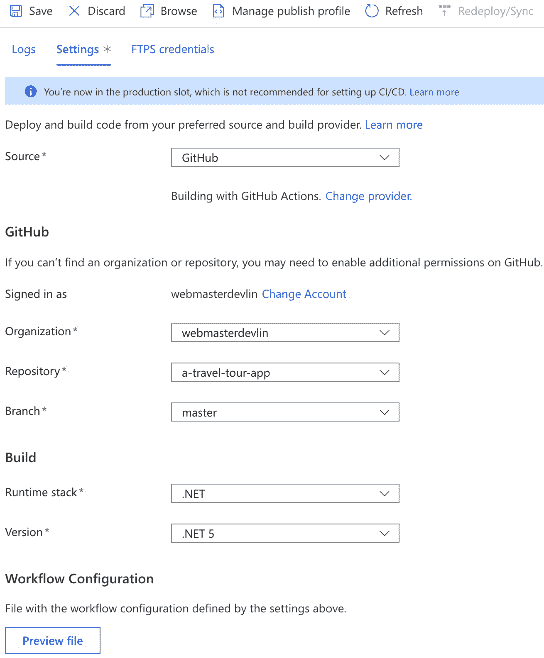 Save Discard Browse Manage publish profile Refresh Redeploy/Sync
Logs Settings * FTPS credentials
You're now in the production slot, which is not recommended for setting up CI/CD. Learn more
Deploy and build code from your preferred source and build provider. Learn more
Source* GitHub
Building with GitHub Actions. Change provider.
GitHub
If you can't find an organization or repository, you may need to enable additional permissions on GitHub.
Signed in as webmasterdevlin Change Account
Organization* webmasterdevlin
Repository* a-travel-tour-app
Branch* master
Build
Runtime stack* .NET
Version* .NET 5
Workflow Configuration
File with the workflow configuration defined by the settings above.
Preview file